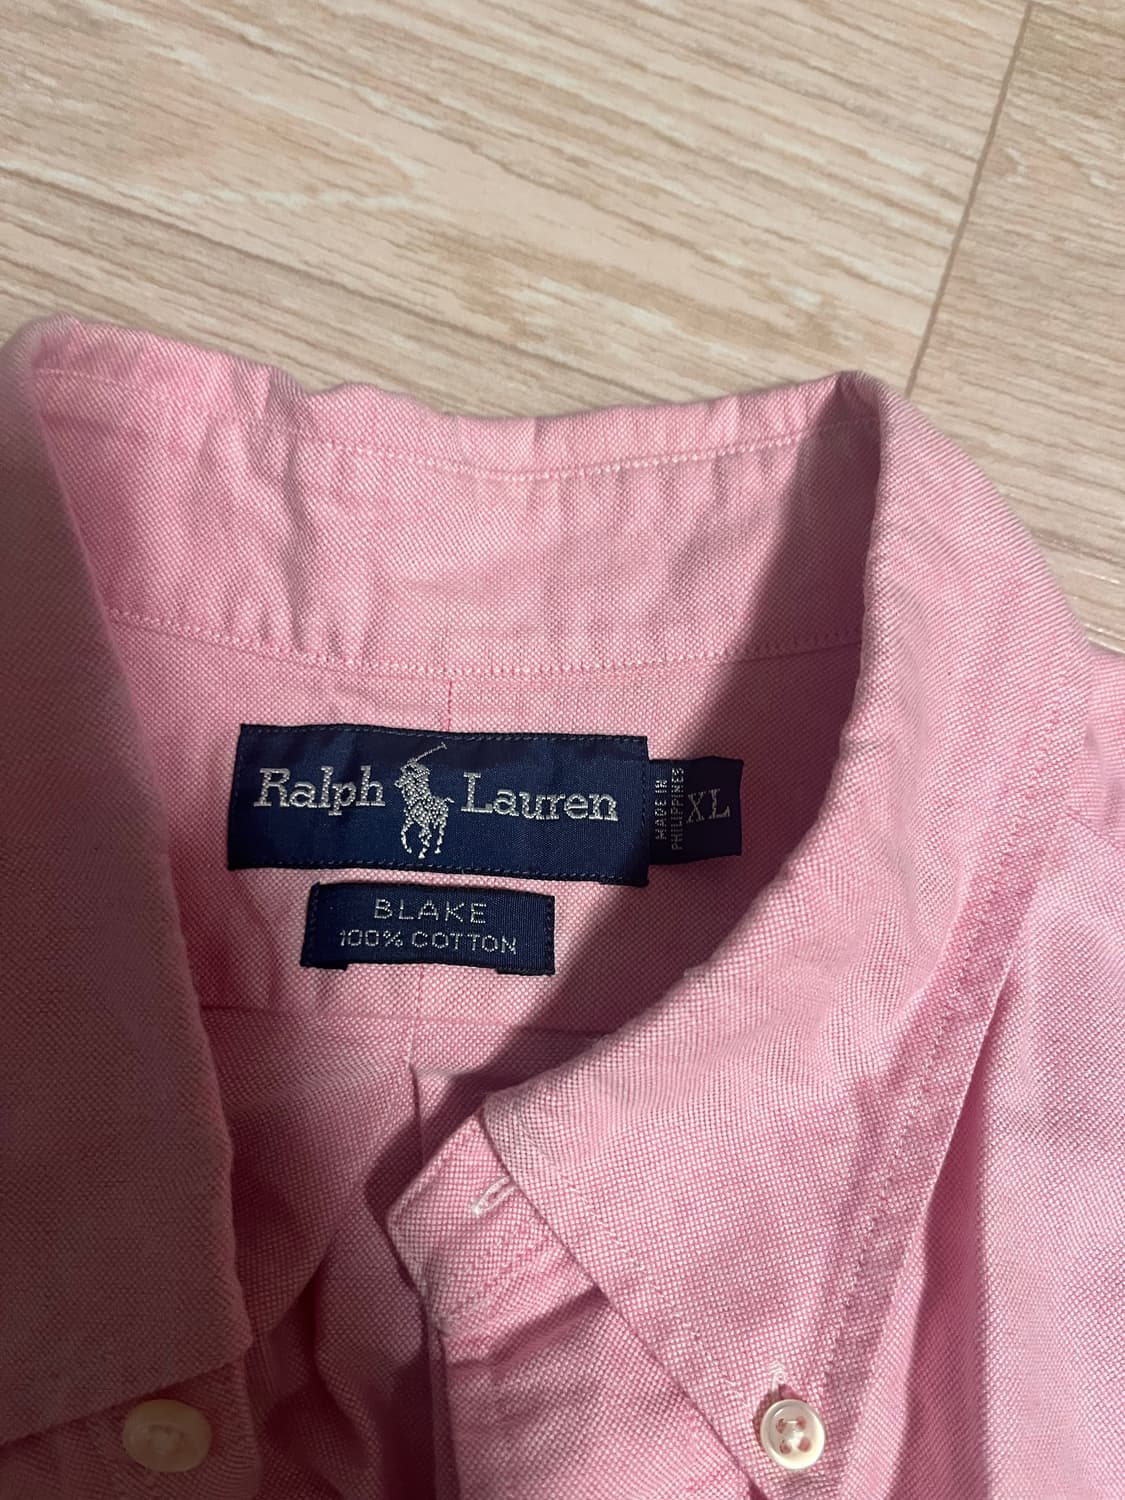 Ralph Lauren
MADE IN
PHILIPPINES
XL
BLAKE
100% COTTON